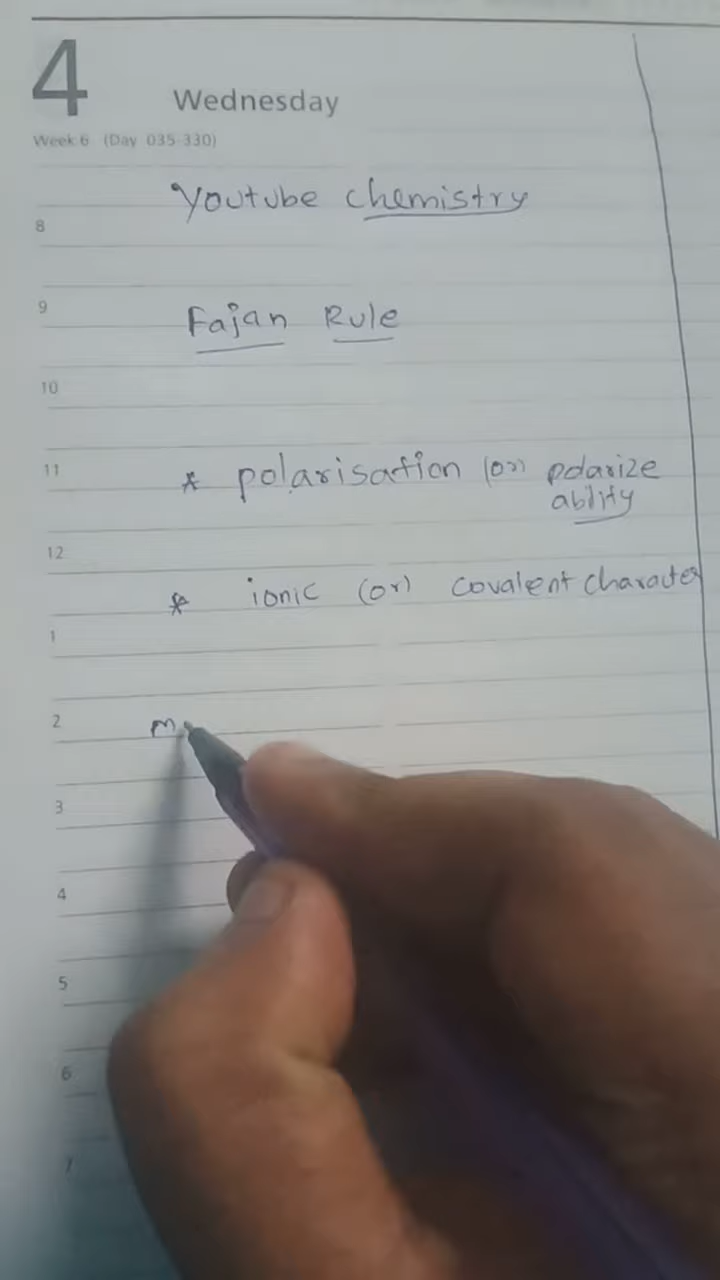 4
Wednesday
Week 6 (Day 035-330)
Youtube chemistry
8
9
Fajan Rule
10
11
* polarisation (or) polarize
ability
12
* ionic (or) covalent character
1
2
m
3
4
5
6
7